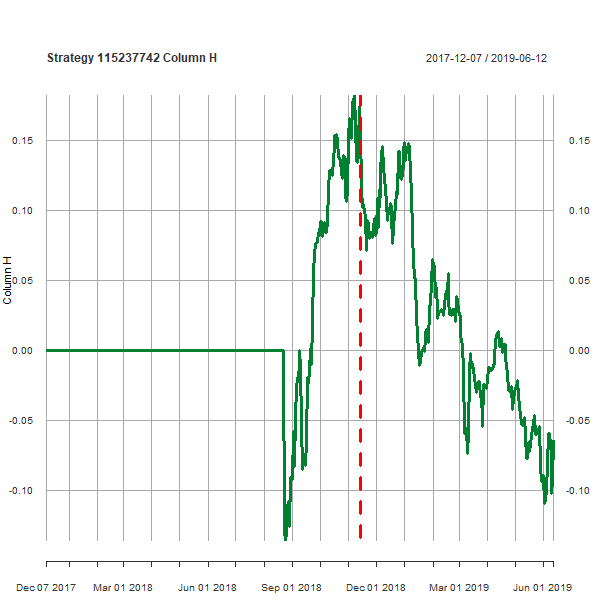 Strategy 115237742 Column H
2017-12-07 / 2019-06-12
0.15
0.15
0.10
0.10
0.05
0.05
Column H
0.00
0.00
-0.05
-0.05
-0.10
-0.10
Dec 07 2017
Mar 01 2018
Jun 01 2018
Sep 01 2018
Dec 01 2018
Mar 01 2019
Jun 01 2019